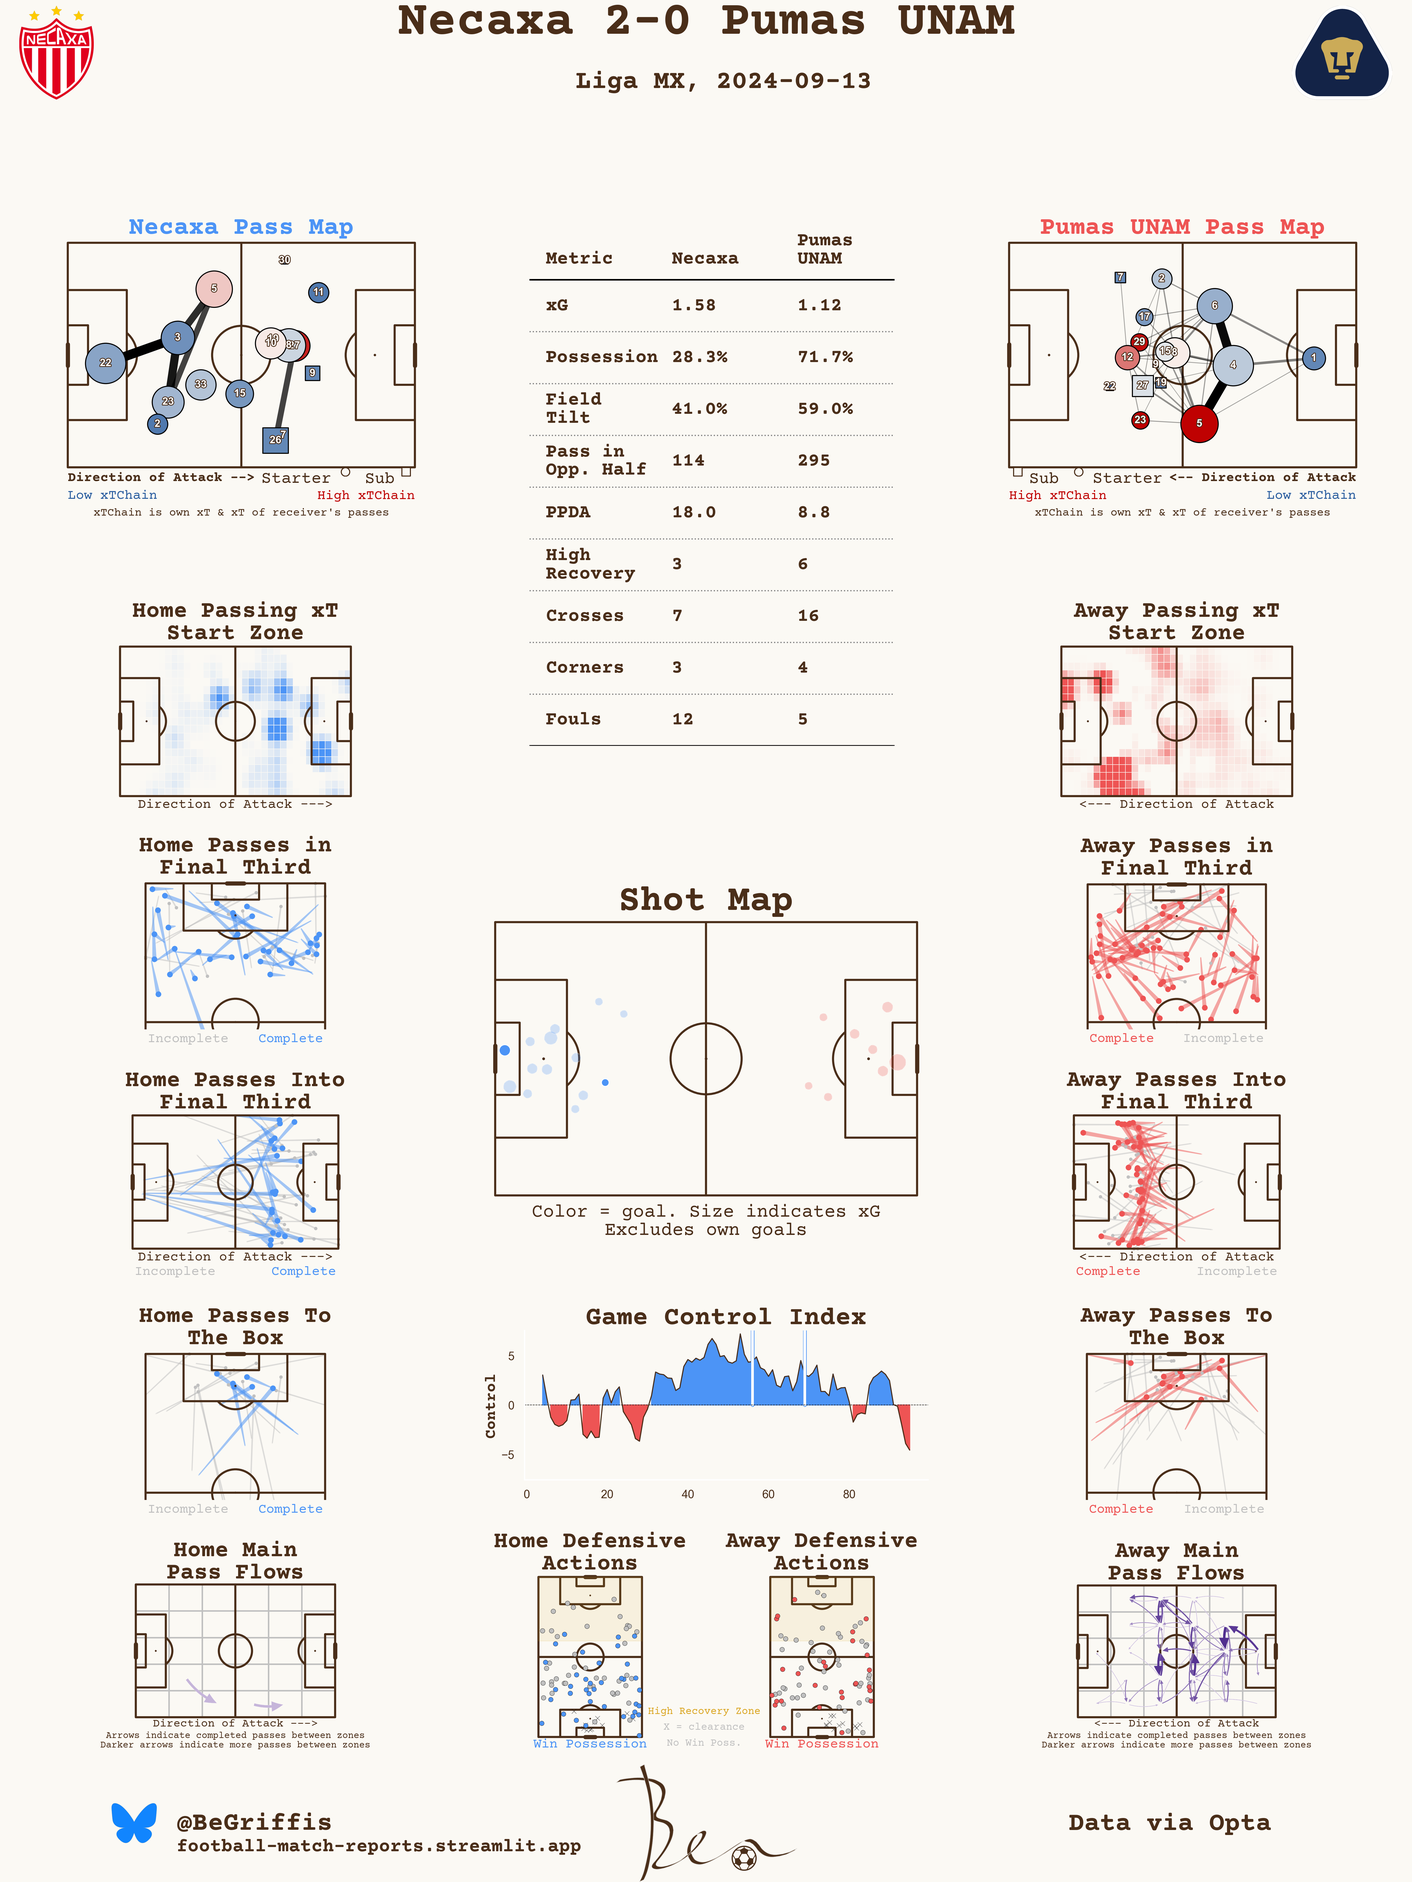 Necaxa 2-0 Pumas UNAM
NECAXA
Liga MX, 2024-09-13
Necaxa Pass Map
30
5
11
3
10
22
9
33
15
23
2
26
7
Direction of Attack --> Starter Sub
Low xTChain High xTChain
xTChain is own xT & xT of receiver's passes
Metric Necaxa Pumas UNAM
xG 1.58 1.12
Possession 28.3% 71.7%
Field Tilt 41.0% 59.0%
Pass in Opp. Half 114 295
PPDA 18.0 8.8
High Recovery 3 6
Crosses 7 16
Corners 3 4
Fouls 12 5
Pumas UNAM Pass Map
7
2
6
17
29
12
15
8
1
4
9
22
27
19
23
5
Sub Starter <-- Direction of Attack
High xTChain Low xTChain
xTChain is own xT & xT of receiver's passes
Home Passing xT
Start Zone
Direction of Attack --->
Away Passing xT
Start Zone
<--- Direction of Attack
Home Passes in
Final Third
Incomplete Complete
Away Passes in
Final Third
Complete Incomplete
Shot Map
Color = goal. Size indicates xG
Excludes own goals
Home Passes Into
Final Third
Direction of Attack --->
Incomplete Complete
Away Passes Into
Final Third
<--- Direction of Attack
Complete Incomplete
Home Passes To
The Box
Incomplete Complete
Game Control Index
Control
5
0
−5
0 20 40 60 80
Away Passes To
The Box
Complete Incomplete
Home Main
Pass Flows
Direction of Attack --->
Arrows indicate completed passes between zones
Darker arrows indicate more passes between zones
Home Defensive
Actions
Win Possession
Away Defensive
Actions
Win Possession
High Recovery Zone
X = clearance
No Win Poss.
Away Main
Pass Flows
<--- Direction of Attack
Arrows indicate completed passes between zones
Darker arrows indicate more passes between zones
@BeGriffis
football-match-reports.streamlit.app
Ben
Data via Opta